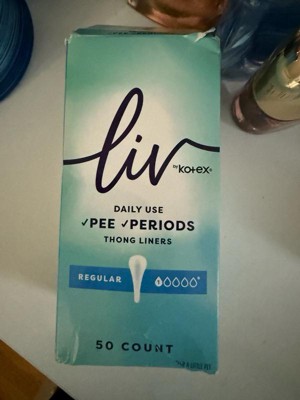 liv
by Kotex®
DAILY USE
✓PEE ✓PERIODS
THONG LINERS
REGULAR
50 COUNT